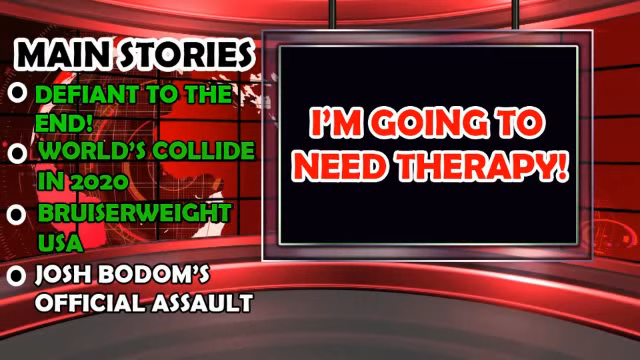 MAIN STORIES
DEFIANT TO THE
END!
WORLD'S COLLIDE
IN 2020
BRUISERWEIGHT
USA
JOSH BODOM'S
OFFICIAL ASSAULT
I'M GOING TO
NEED THERAPY!